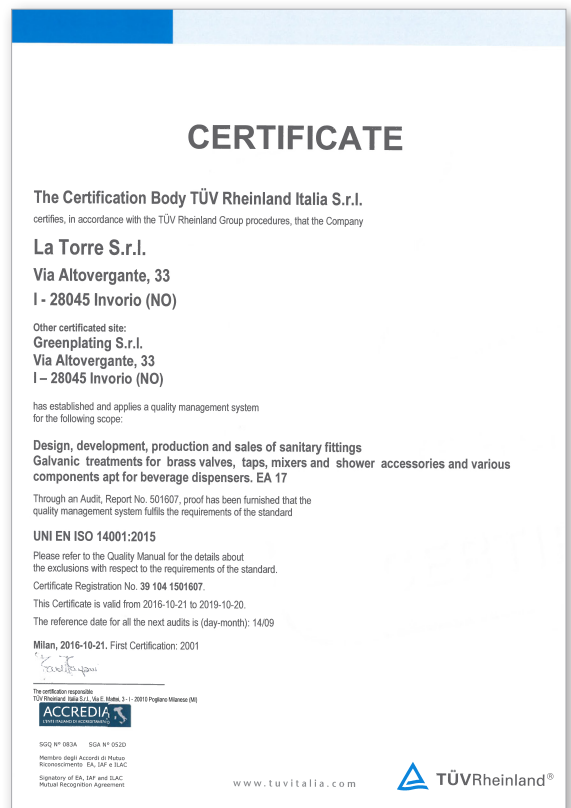 CERTIFICATE
The Certification Body TÜV Rheinland Italia S.r.l.
certifies, in accordance with the TÜV Rheinland Group procedures, that the Company
La Torre S.r.l.
Via Altovergante, 33
I - 28045 Invorio (NO)
Other certificated site:
Greenplating S.r.l.
Via Altovergante, 33
I – 28045 Invorio (NO)
has established and applies a quality management system
for the following scope:
Design, development, production and sales of sanitary fittings
Galvanic treatments for brass valves, taps, mixers and shower accessories and various
components apt for beverage dispensers. EA 17
Through an Audit, Report No. 501607, proof has been furnished that the
quality management system fulfils the requirements of the standard
UNI EN ISO 14001:2015
Please refer to the Quality Manual for the details about
the exclusions with respect to the requirements of the standard.
Certificate Registration No. 39 104 1501607.
This Certificate is valid from 2016-10-21 to 2019-10-20.
The reference date for all the next audits is (day-month): 14/09
Milan, 2016-10-21. First Certification: 2001
The certification responsible
TÜV Rheinland Italia S.r.l., Via E. Mattei, 3 - I - 20010 Pogliano Milanese (MI)
ACCREDIA
L'ENTE ITALIANO DI ACCREDITAMENTO
SGQ N° 083A SGA N° 052D
Membro degli Accordi di Mutuo
Riconoscimento EA, IAF e ILAC
Signatory of EA, IAF and ILAC
Mutual Recognition Agreement
www.tuvitalia.com
TÜVRheinland®